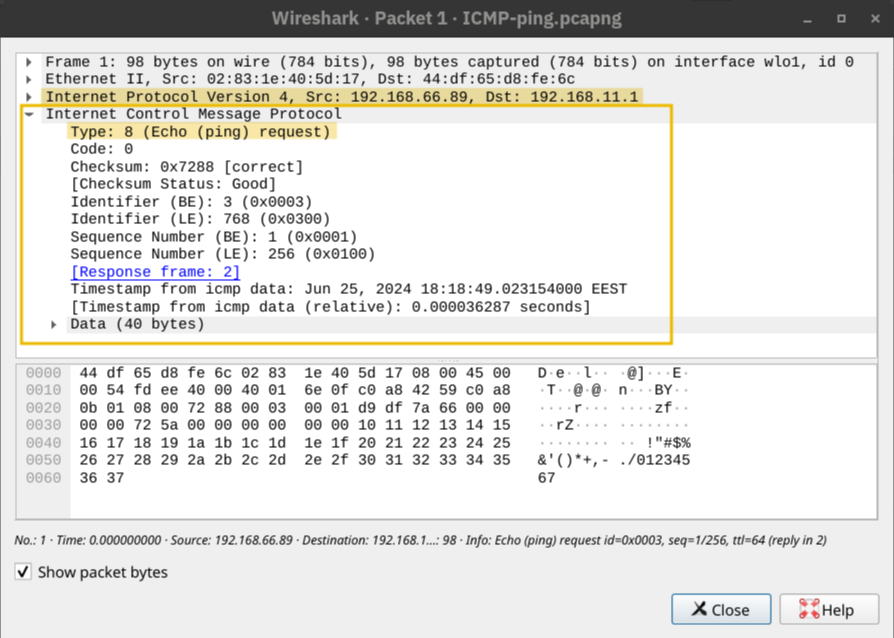 Wireshark · Packet 1 · ICMP-ping.pcapng
Frame 1: 98 bytes on wire (784 bits), 98 bytes captured (784 bits) on interface wlo1, id 0
Ethernet II, Src: 02:83:1e:40:5d:17, Dst: 44:df:65:d8:fe:6c
Internet Protocol Version 4, Src: 192.168.66.89, Dst: 192.168.11.1
Internet Control Message Protocol
Type: 8 (Echo (ping) request)
Code: 0
Checksum: 0x7288 [correct]
[Checksum Status: Good]
Identifier (BE): 3 (0x0003)
Identifier (LE): 768 (0x0300)
Sequence Number (BE): 1 (0x0001)
Sequence Number (LE): 256 (0x0100)
[Response frame: 2]
Timestamp from icmp data: Jun 25, 2024 18:18:49.023154000 EEST
[Timestamp from icmp data (relative): 0.000036287 seconds]
Data (40 bytes)
0000 44 df 65 d8 fe 6c 02 83 1e 40 5d 17 08 00 45 00 D·e··l·· ·@]···E·
0010 00 54 fd ee 40 00 40 01 6e 0f c0 a8 42 59 c0 a8 ·T··@·@· n···BY··
0020 0b 01 08 00 72 88 00 03 00 01 d9 df 7a 66 00 00 ····r··· ····zf··
0030 00 00 72 5a 00 00 00 00 00 00 10 11 12 13 14 15 ··rZ···· ········
0040 16 17 18 19 1a 1b 1c 1d 1e 1f 20 21 22 23 24 25 ········ ·· !"#$%
0050 26 27 28 29 2a 2b 2c 2d 2e 2f 30 31 32 33 34 35 &'()*+,- ./012345
0060 36 37 67
No.: 1 · Time: 0.000000000 · Source: 192.168.66.89 · Destination: 192.168.1...: 98 · Info: Echo (ping) request id=0x0003, seq=1/256, ttl=64 (reply in 2)
Show packet bytes
Close Help